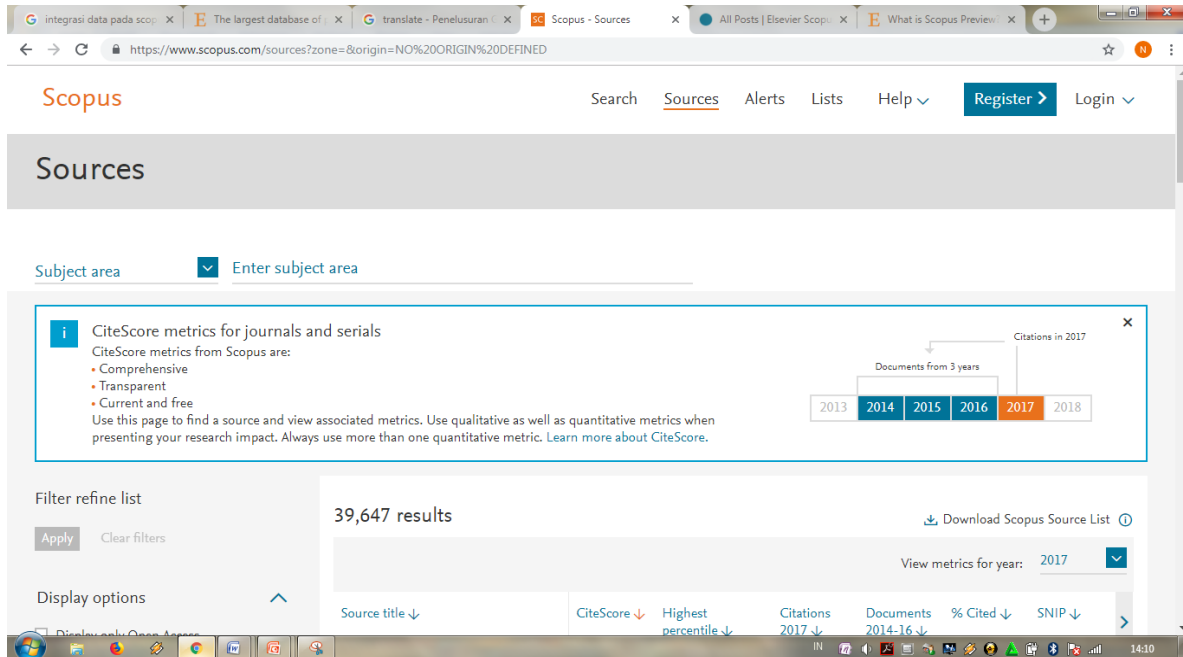 integrasi data pada scop
The largest database of
translate - Penelusuran
Scopus - Sources
All Posts | Elsevier Scopu
What is Scopus Preview
https://www.scopus.com/sources?zone=&origin=NO%20ORIGIN%20DEFINED
N
Scopus
Search Sources Alerts Lists Help Register Login
Sources
Subject area Enter subject area
i CiteScore metrics for journals and serials
CiteScore metrics from Scopus are:
• Comprehensive
• Transparent
• Current and free
Use this page to find a source and view associated metrics. Use qualitative as well as quantitative metrics when
presenting your research impact. Always use more than one quantitative metric. Learn more about CiteScore.
Citations in 2017
Documents from 3 years
2013 2014 2015 2016 2017 2018
Filter refine list
Apply Clear filters
39,647 results
Download Scopus Source List
View metrics for year: 2017
Display options
Display only Open Access
Source title CiteScore Highest percentile Citations 2017 Documents 2014-16 % Cited SNIP
IN 14:10